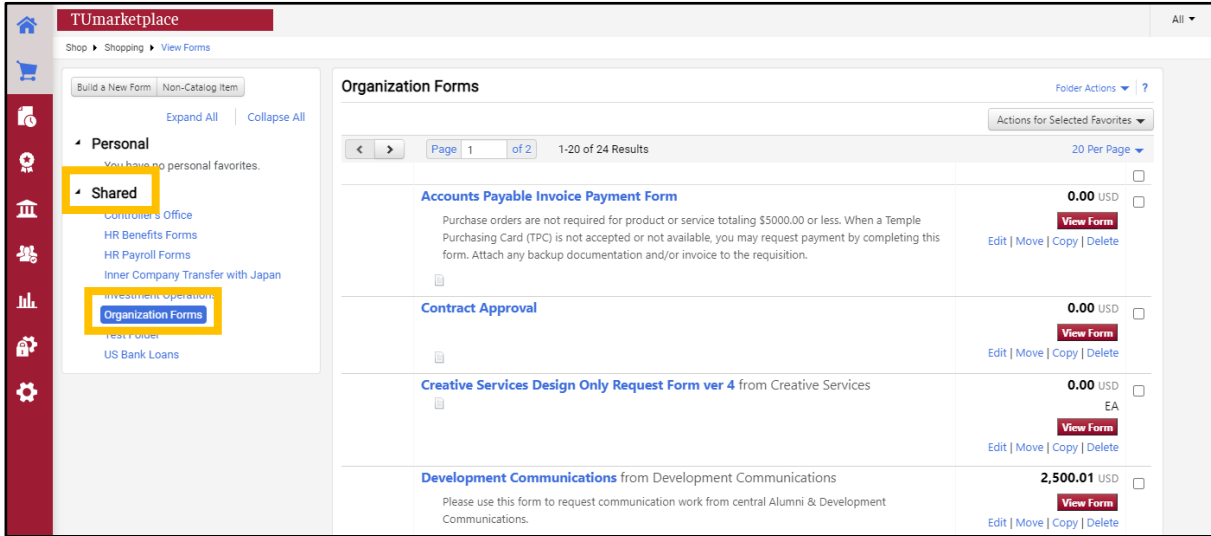 TUmarketplace
All
Shop Shopping View Forms
Build a New Form Non-Catalog Item
Expand All Collapse All
Personal
You have no personal favorites.
Shared
Controller's Office
HR Benefits Forms
HR Payroll Forms
Inner Company Transfer with Japan
Investment Operations
Organization Forms
Test Folder
US Bank Loans
Organization Forms
Folder Actions ?
Actions for Selected Favorites
Page 1 of 2 1-20 of 24 Results
20 Per Page
Accounts Payable Invoice Payment Form
Purchase orders are not required for product or service totaling $5000.00 or less. When a Temple
Purchasing Card (TPC) is not accepted or not available, you may request payment by completing this
form. Attach any backup documentation and/or invoice to the requisition.
0.00 USD
View Form
Edit | Move | Copy | Delete
Contract Approval
0.00 USD
View Form
Edit | Move | Copy | Delete
Creative Services Design Only Request Form ver 4 from Creative Services
0.00 USD
EA
View Form
Edit | Move | Copy | Delete
Development Communications from Development Communications
Please use this form to request communication work from central Alumni & Development
Communications.
2,500.01 USD
View Form
Edit | Move | Copy | Delete